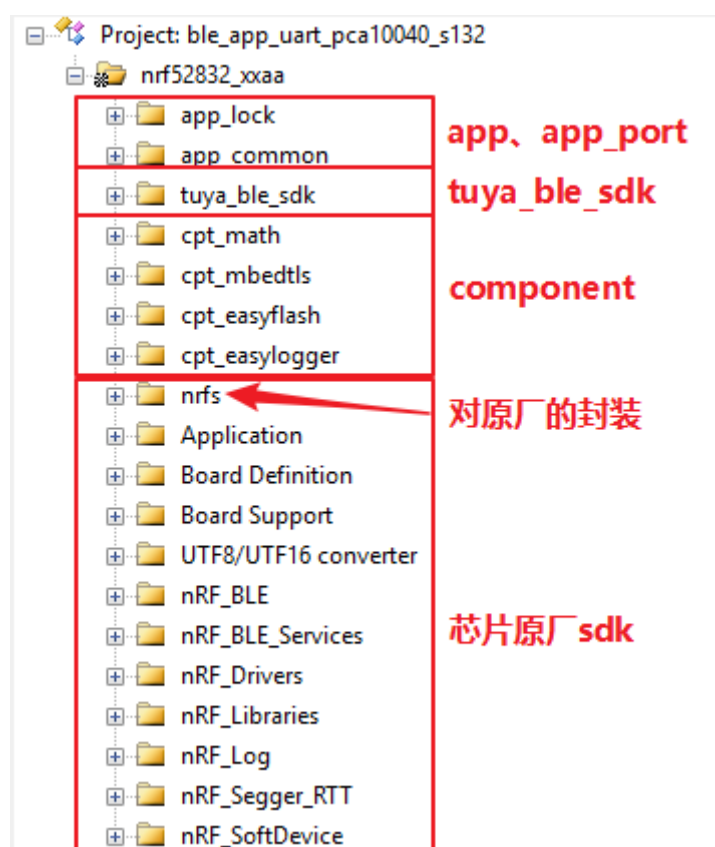 Project: ble_app_uart_pca10040_s132
nrf52832_xxaa
app_lock
app_common
app、app_port
tuya_ble_sdk
tuya_ble_sdk
cpt_math
cpt_mbedtls
component
cpt_easyflash
cpt_easylogger
nrfs
对原厂的封装
Application
Board Definition
Board Support
UTF8/UTF16 converter
nRF_BLE
nRF_BLE_Services
芯片原厂sdk
nRF_Drivers
nRF_Libraries
nRF_Log
nRF_Segger_RTT
nRF_SoftDevice